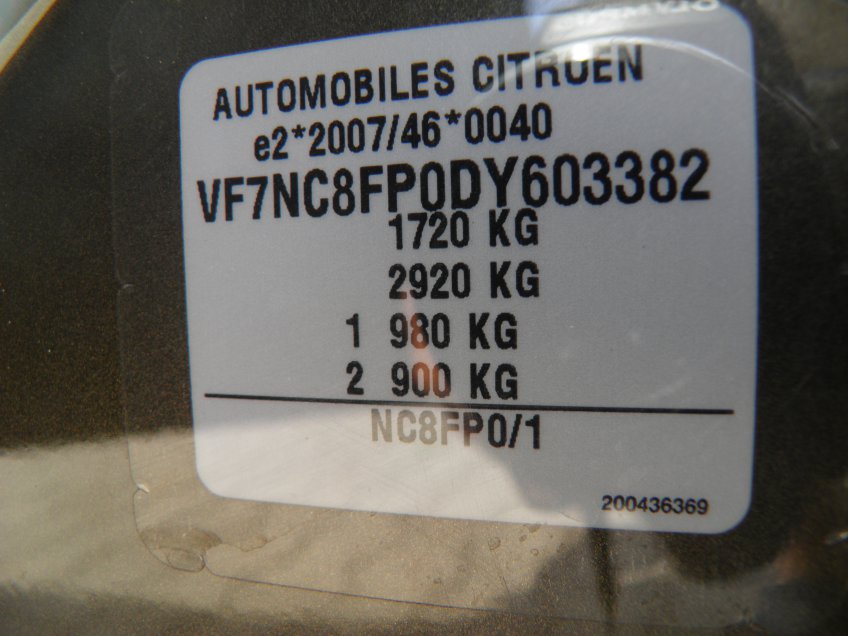 AUTOMOBILES CITROEN
e2*2007/46*0040
VF7NC8FP0DY603382
1720 KG
2920 KG
1 980 KG
2 900 KG
NC8FP0/1
200436369